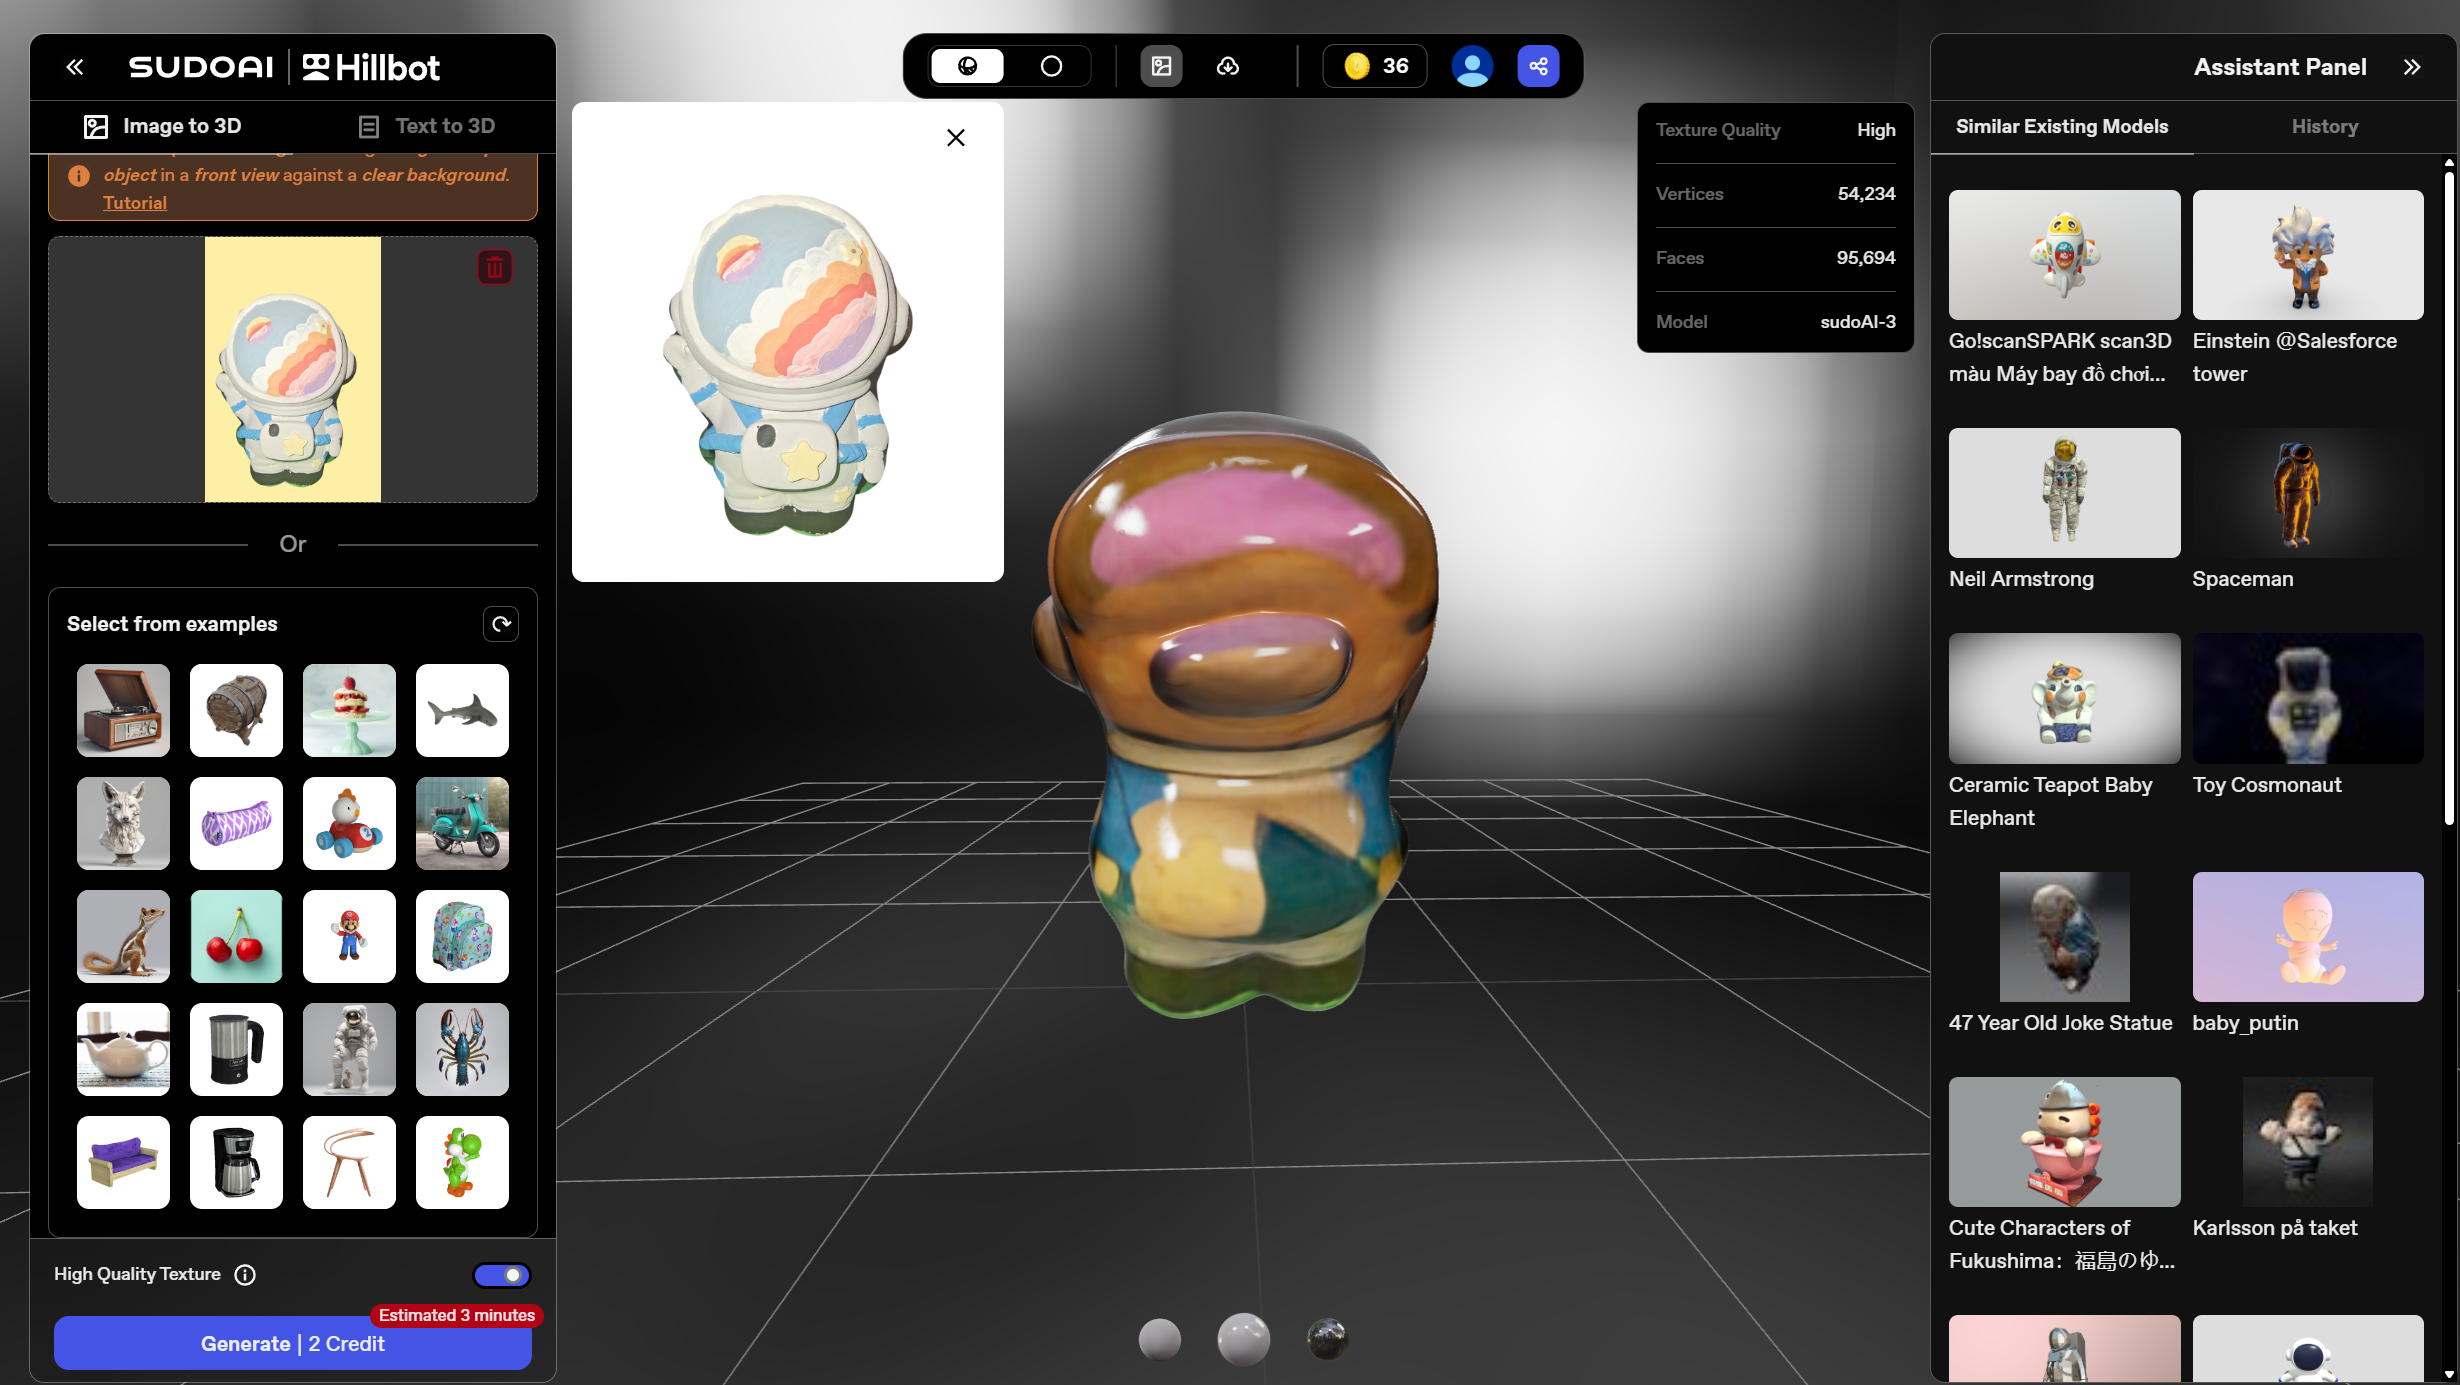 SUDOAI | Hillbot
Image to 3D
Text to 3D
object in a front view against a clear background.
Tutorial
Or
Select from examples
High Quality Texture
Estimated 3 minutes
Generate | 2 Credit
36
Texture Quality High
Vertices 54,234
Faces 95,694
Model sudoAI-3
Assistant Panel
Similar Existing Models
History
Go!scanSPARK scan3D
màu Máy bay đồ chơi...
Einstein @Salesforce
tower
Neil Armstrong
Spaceman
Ceramic Teapot Baby
Elephant
Toy Cosmonaut
47 Year Old Joke Statue
baby_putin
Cute Characters of
Fukushima：福島のゆ...
Karlsson på taket